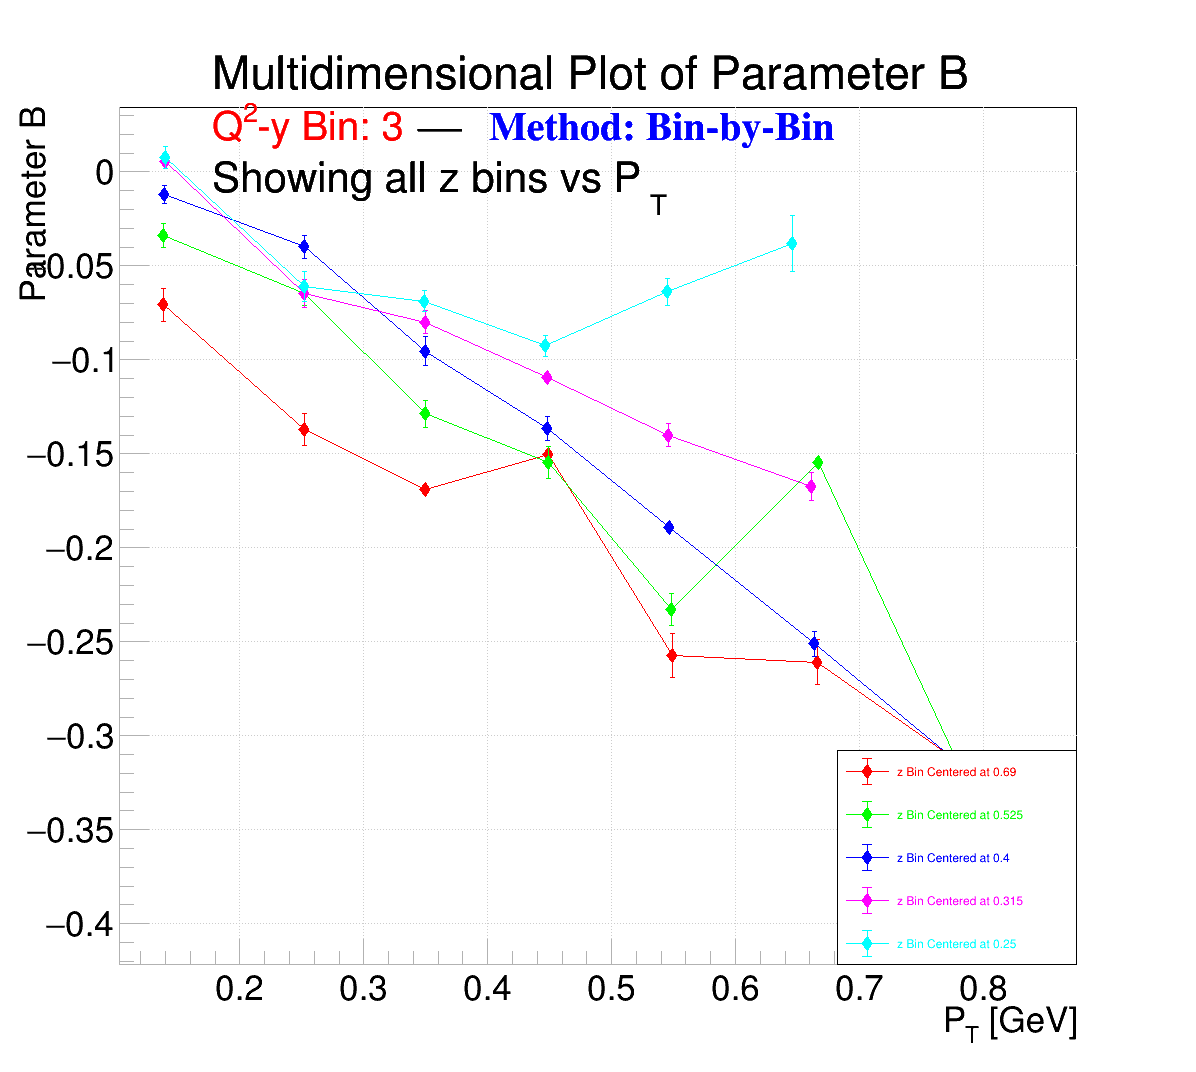 Multidimensional Plot of Parameter B
Q²-y Bin: 3 — Method: Bin-by-Bin
Showing all z bins vs P_T
Parameter B
0
−0.05
−0.1
−0.15
−0.2
−0.25
−0.3
−0.35
−0.4
z Bin Centered at 0.69
z Bin Centered at 0.525
z Bin Centered at 0.4
z Bin Centered at 0.315
z Bin Centered at 0.25
0.2 0.3 0.4 0.5 0.6 0.7 0.8
P_T [GeV]